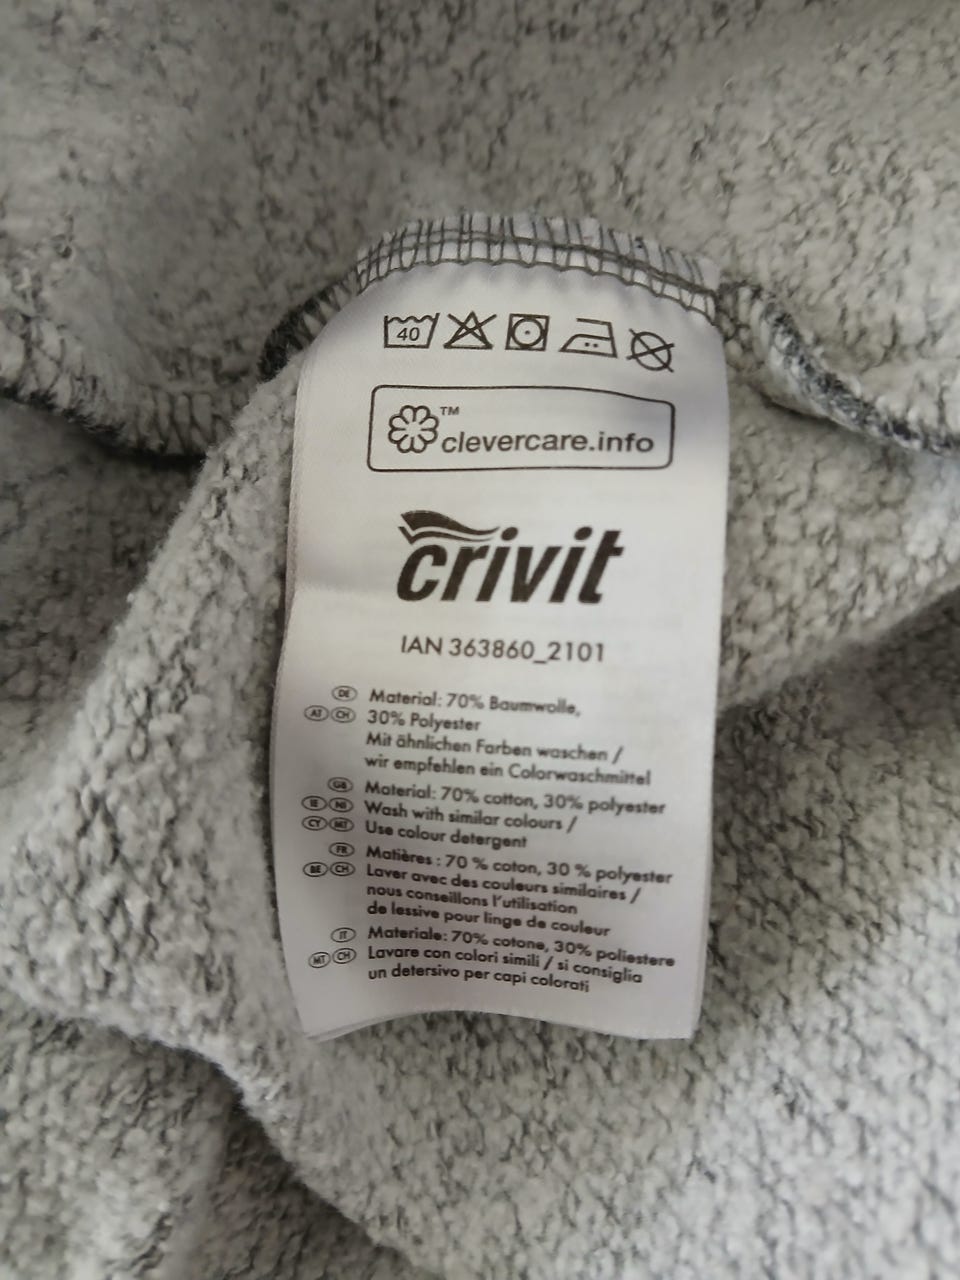 40
™
clevercare.info
crivit
IAN 363860_2101
DE Material: 70% Baumwolle,
AT CH 30% Polyester
Mit ähnlichen Farben waschen /
wir empfehlen ein Colorwaschmittel
GB Material: 70% cotton, 30% polyester
IE NI Wash with similar colours /
CY MT Use colour detergent
FR Matières : 70 % coton, 30 % polyester
BE CH Laver avec des couleurs similaires /
nous conseillons l'utilisation
de lessive pour linge de couleur
IT Materiale: 70% cotone, 30% poliestere
MT CH Lavare con colori simili / si consiglia
un detersivo per capi colorati